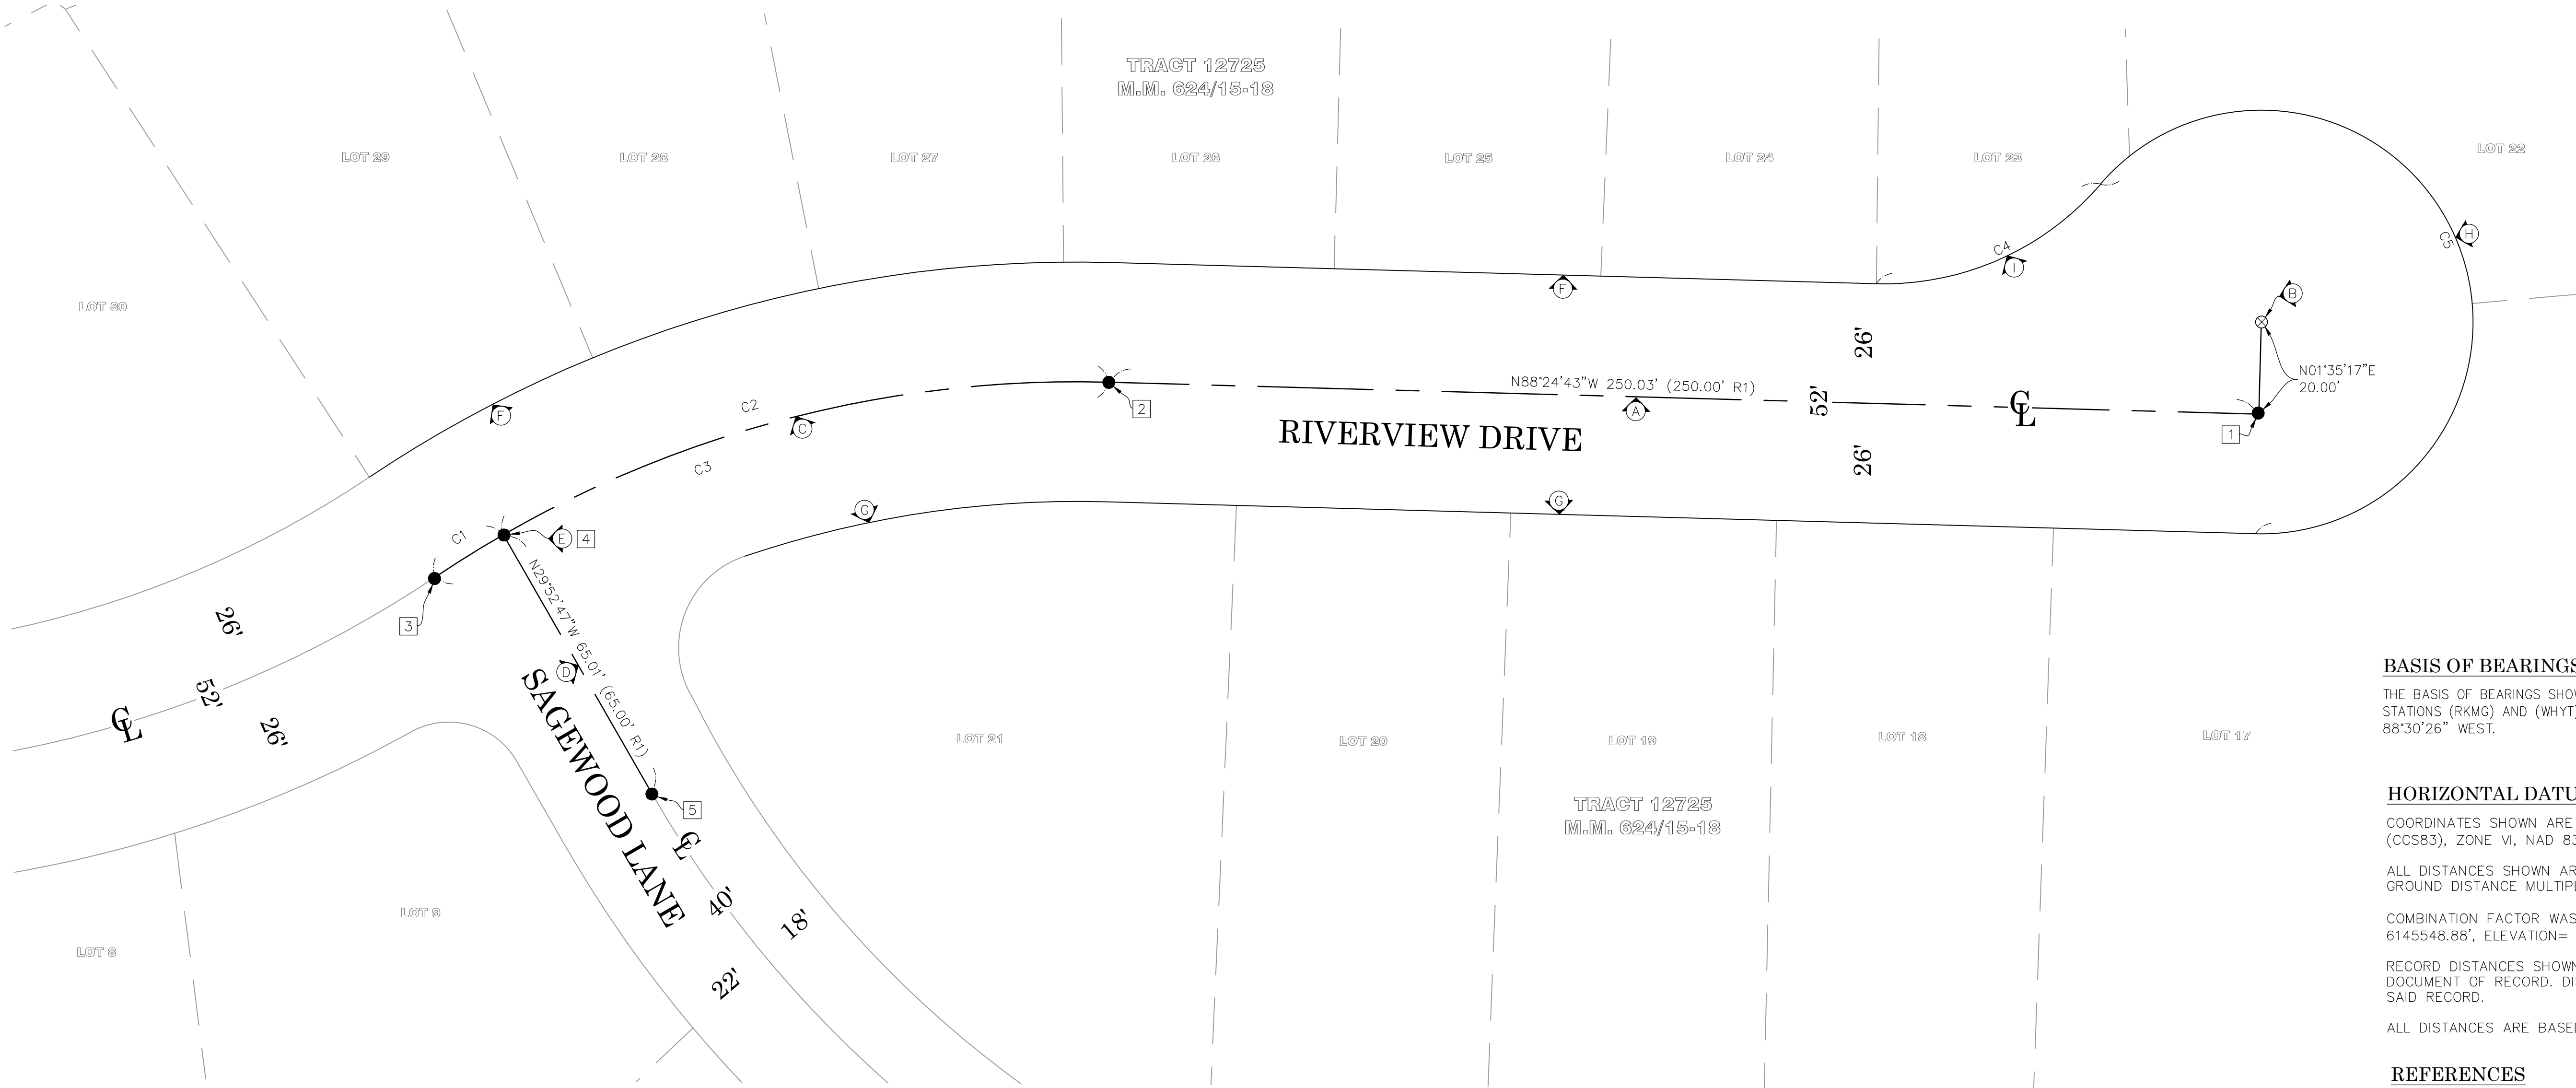 TRACT 12725
M.M. 624/15-18
LOT 29
LOT 28
LOT 27
LOT 26
LOT 25
LOT 24
LOT 23
LOT 22
LOT 30
C4
C5
H
I
F
B
26'
N88°24'43"W 250.03' (250.00' R1)
N01°35'17"E
20.00'
52'
CL
A
2
1
C2
F
C
C3
RIVERVIEW DRIVE
26'
G
G
C1
E
4
3
26'
52'
26'
CL
N29°52'47"W 65.01' (65.00' R1)
D
SAGEWOOD LANE
5
CL
40'
18'
22'
LOT 21
LOT 20
LOT 19
LOT 18
LOT 17
TRACT 12725
M.M. 624/15-18
LOT 9
LOT 8
BASIS OF BEARINGS
THE BASIS OF BEARINGS SHOW
STATIONS (RKMG) AND (WHYT)
88°30'26" WEST.
HORIZONTAL DATU
COORDINATES SHOWN ARE
(CCS83), ZONE VI, NAD 83
ALL DISTANCES SHOWN AR
GROUND DISTANCE MULTIPL
COMBINATION FACTOR WAS
6145548.88', ELEVATION=
RECORD DISTANCES SHOWN
DOCUMENT OF RECORD. DI
SAID RECORD.
ALL DISTANCES ARE BASE
REFERENCES